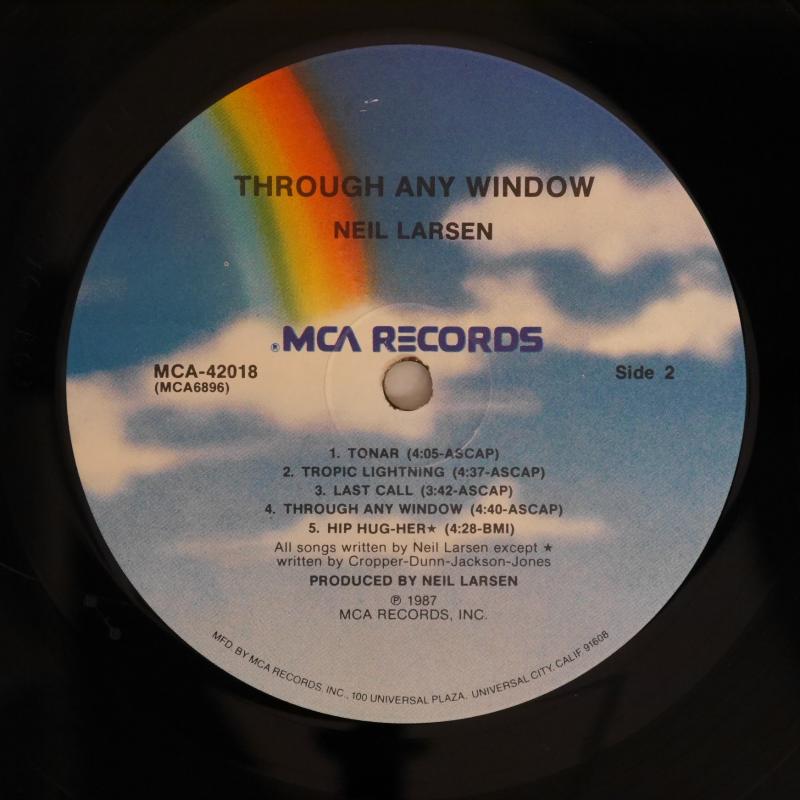 THROUGH ANY WINDOW
NEIL LARSEN
®MCA RECORDS
MCA-42018
(MCA6896)
Side 2
1. TONAR (4:05-ASCAP)
2. TROPIC LIGHTNING (4:37-ASCAP)
3. LAST CALL (3:42-ASCAP)
4. THROUGH ANY WINDOW (4:40-ASCAP)
5. HIP HUG-HER★ (4:28-BMI)
All songs written by Neil Larsen except ★
written by Cropper-Dunn-Jackson-Jones
PRODUCED BY NEIL LARSEN
℗ 1987
MCA RECORDS, INC.
MFD. BY MCA RECORDS, INC., 100 UNIVERSAL PLAZA, UNIVERSAL CITY, CALIF. 91608